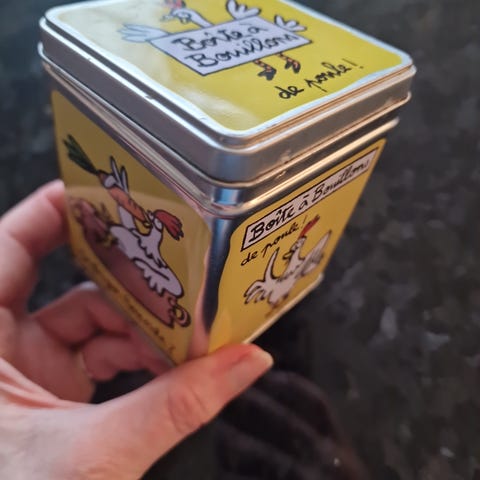 Boîte à
Bouillons
de poule!
Boîte à Bouillons
de poule!